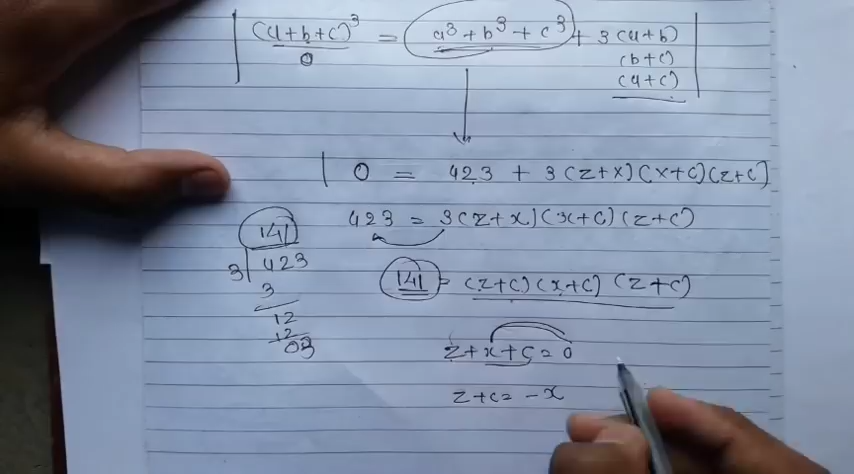 (a+b+c)³ = a³+b³+c³ + 3(a+b)
0 (b+c)
(a+c)
0 = 423 + 3(z+x)(x+c)(z+c)
423 = 3(z+x)(x+c)(z+c)
141
3 423
3
12
12
03
141 = (z+c)(x+c)(z+c)
z+x+c=0
z+c=-x